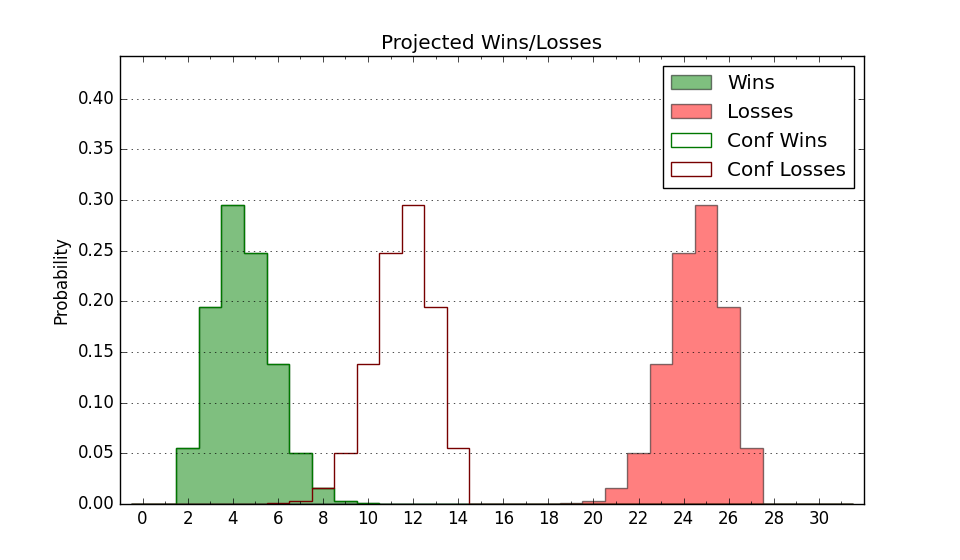 Projected Wins/Losses
Wins
Losses
Conf Wins
Conf Losses
Probability
0.40
0.35
0.30
0.25
0.20
0.15
0.10
0.05
0.00
0 2 4 6 8 10 12 14 16 18 20 22 24 26 28 30